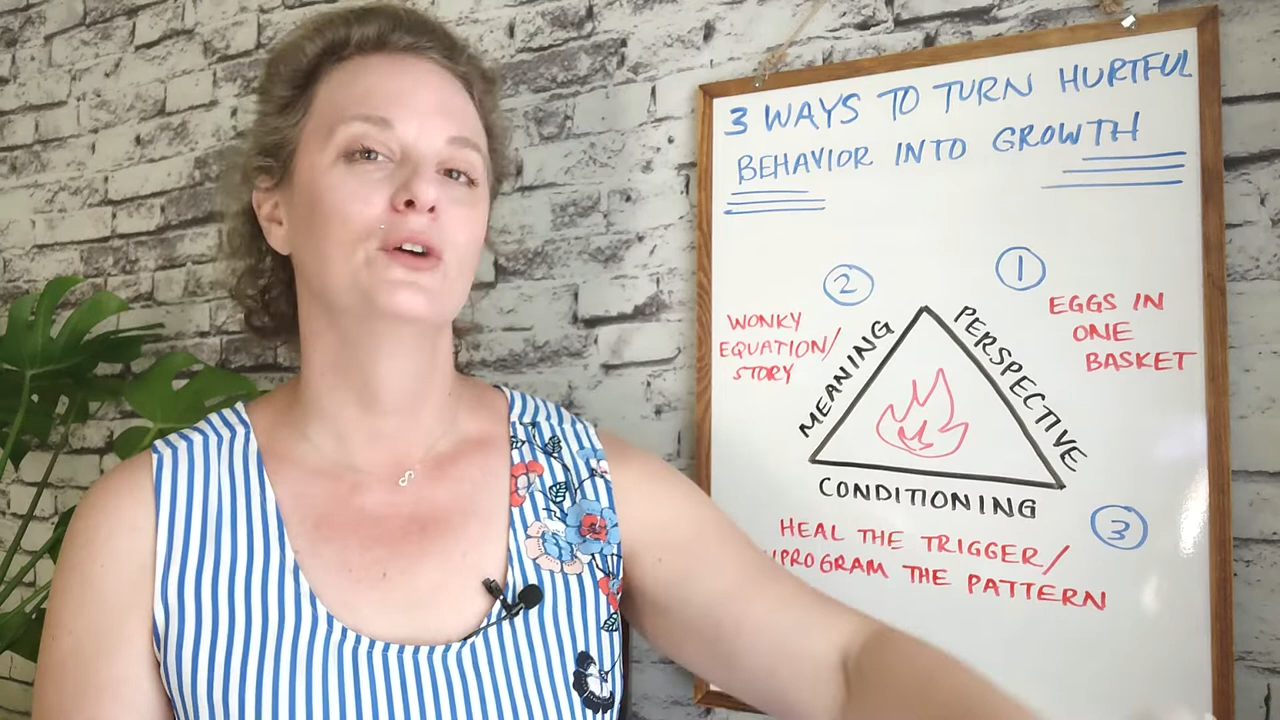 3 WAYS TO TURN HURTFUL
BEHAVIOR INTO GROWTH
1
EGGS IN
ONE
BASKET
PERSPECTIVE
2
WONKY
EQUATION/
STORY
MEANING
CONDITIONING
3
HEAL THE TRIGGER/
THE PATTERN